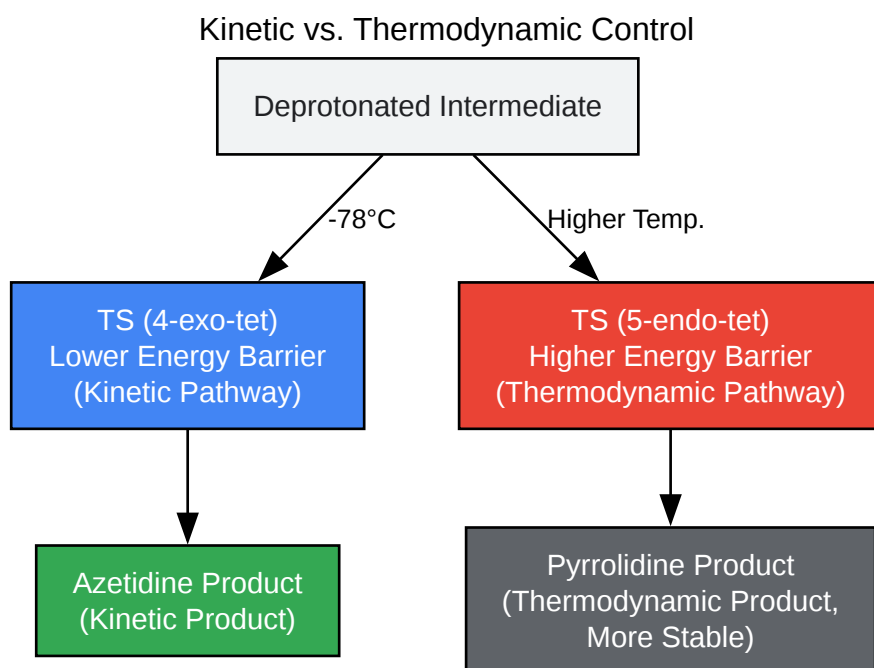 Kinetic vs. Thermodynamic Control
Deprotonated Intermediate
-78°C
Higher Temp.
TS (4-exo-tet)
Lower Energy Barrier
(Kinetic Pathway)
TS (5-endo-tet)
Higher Energy Barrier
(Thermodynamic Pathway)
Azetidine Product
(Kinetic Product)
Pyrrolidine Product
(Thermodynamic Product,
More Stable)